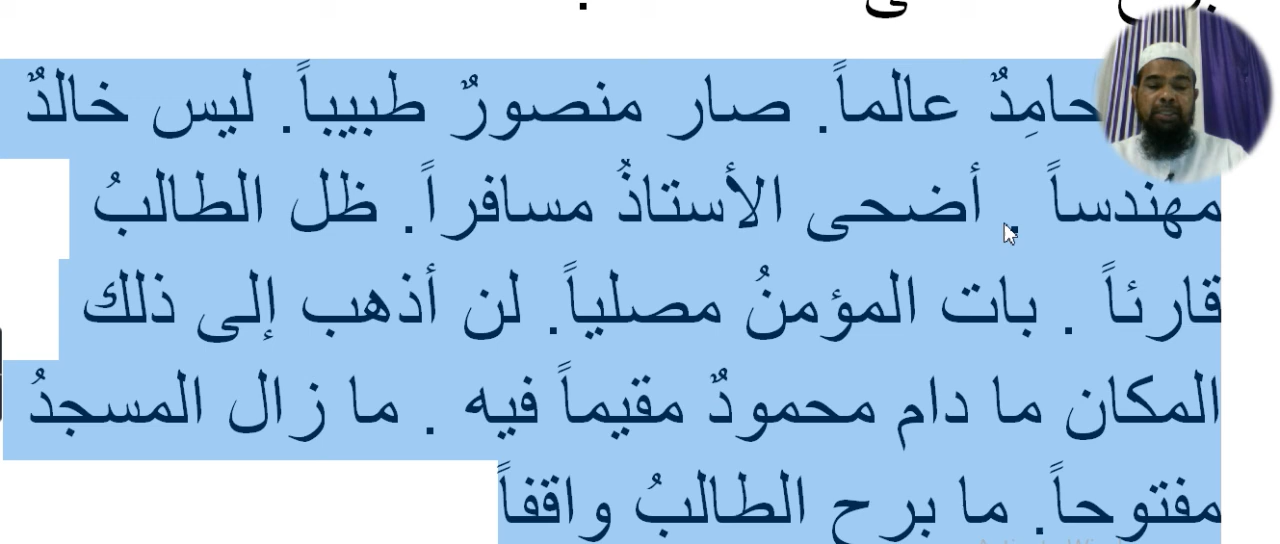 حامِدٌ عالماً. صار منصورٌ طبيباً. ليس خالدٌ
مهندساً . أضحى الأستاذُ مسافراً. ظل الطالبُ
قارئاً . بات المؤمنُ مصلياً. لن أذهب إلى ذلك
المكان ما دام محمودٌ مقيماً فيه . ما زال المسجدُ
مفتوحاً. ما برح الطالبُ واقفاً